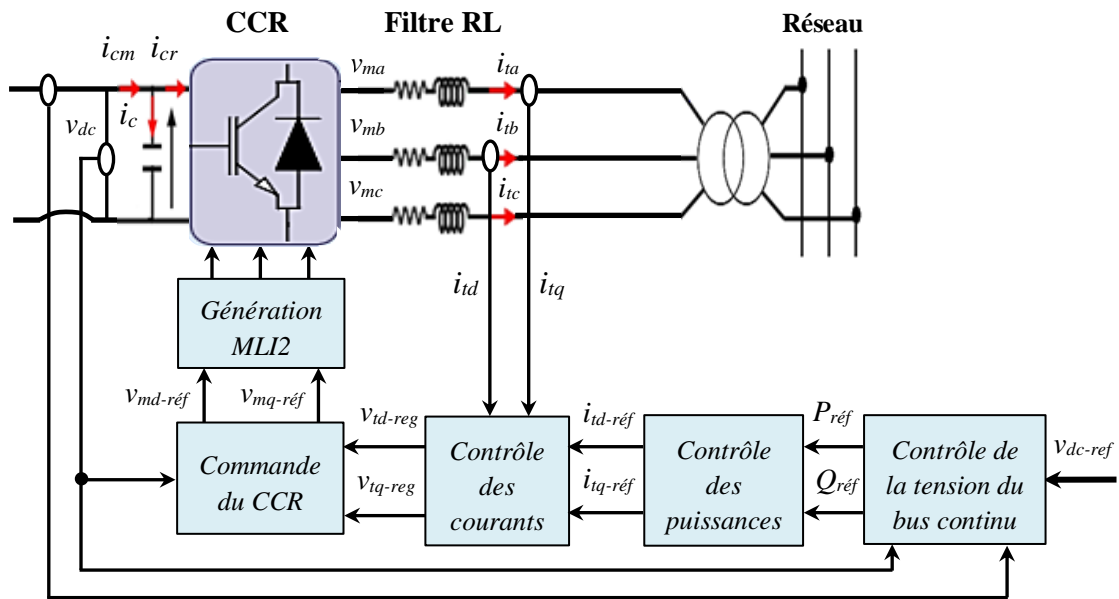 CCR
Filtre RL
Réseau
icm
icr
ic
vdc
vma
vmb
vmc
ita
itb
itc
itd
itq
Génération
MLI2
vmd-réf
vmq-réf
Commande
du CCR
vtd-reg
vtq-reg
Contrôle
des
courants
itd-réf
itq-réf
Contrôle
des
puissances
Préf
Qréf
Contrôle de
la tension du
bus continu
vdc-ref